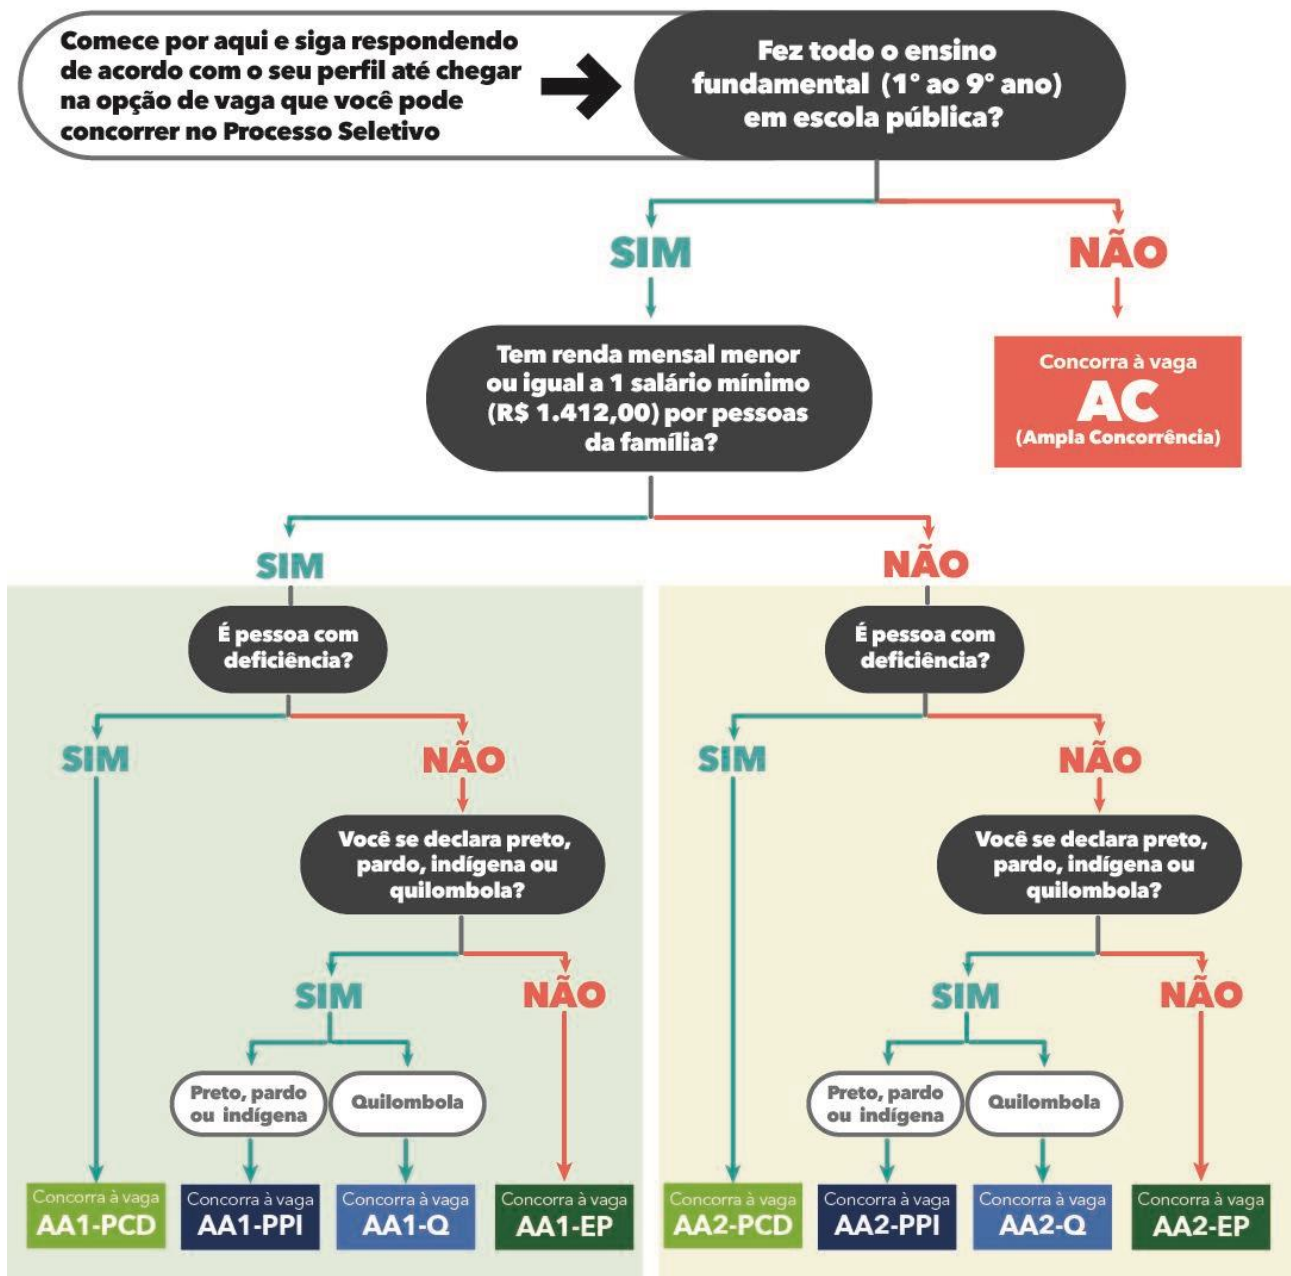 Comece por aqui e siga respondendo
de acordo com o seu perfil até chegar
na opção de vaga que você pode
concorrer no Processo Seletivo
Fez todo o ensino
fundamental (1º ao 9º ano)
em escola pública?
SIM
NÃO
Tem renda mensal menor
ou igual a 1 salário mínimo
(R$ 1.412,00) por pessoas
da família?
Concorra à vaga
AC
(Ampla Concorrência)
SIM
NÃO
É pessoa com
deficiência?
SIM
NÃO
Você se declara preto,
pardo, indígena ou
quilombola?
SIM
NÃO
Preto, pardo
ou indígena
Quilombola
Concorra à vaga
AA1-PCD
Concorra à vaga
AA1-PPI
Concorra à vaga
AA1-Q
Concorra à vaga
AA1-EP
É pessoa com
deficiência?
SIM
NÃO
Você se declara preto,
pardo, indígena ou
quilombola?
SIM
NÃO
Preto, pardo
ou indígena
Quilombola
Concorra à vaga
AA2-PCD
Concorra à vaga
AA2-PPI
Concorra à vaga
AA2-Q
Concorra à vaga
AA2-EP